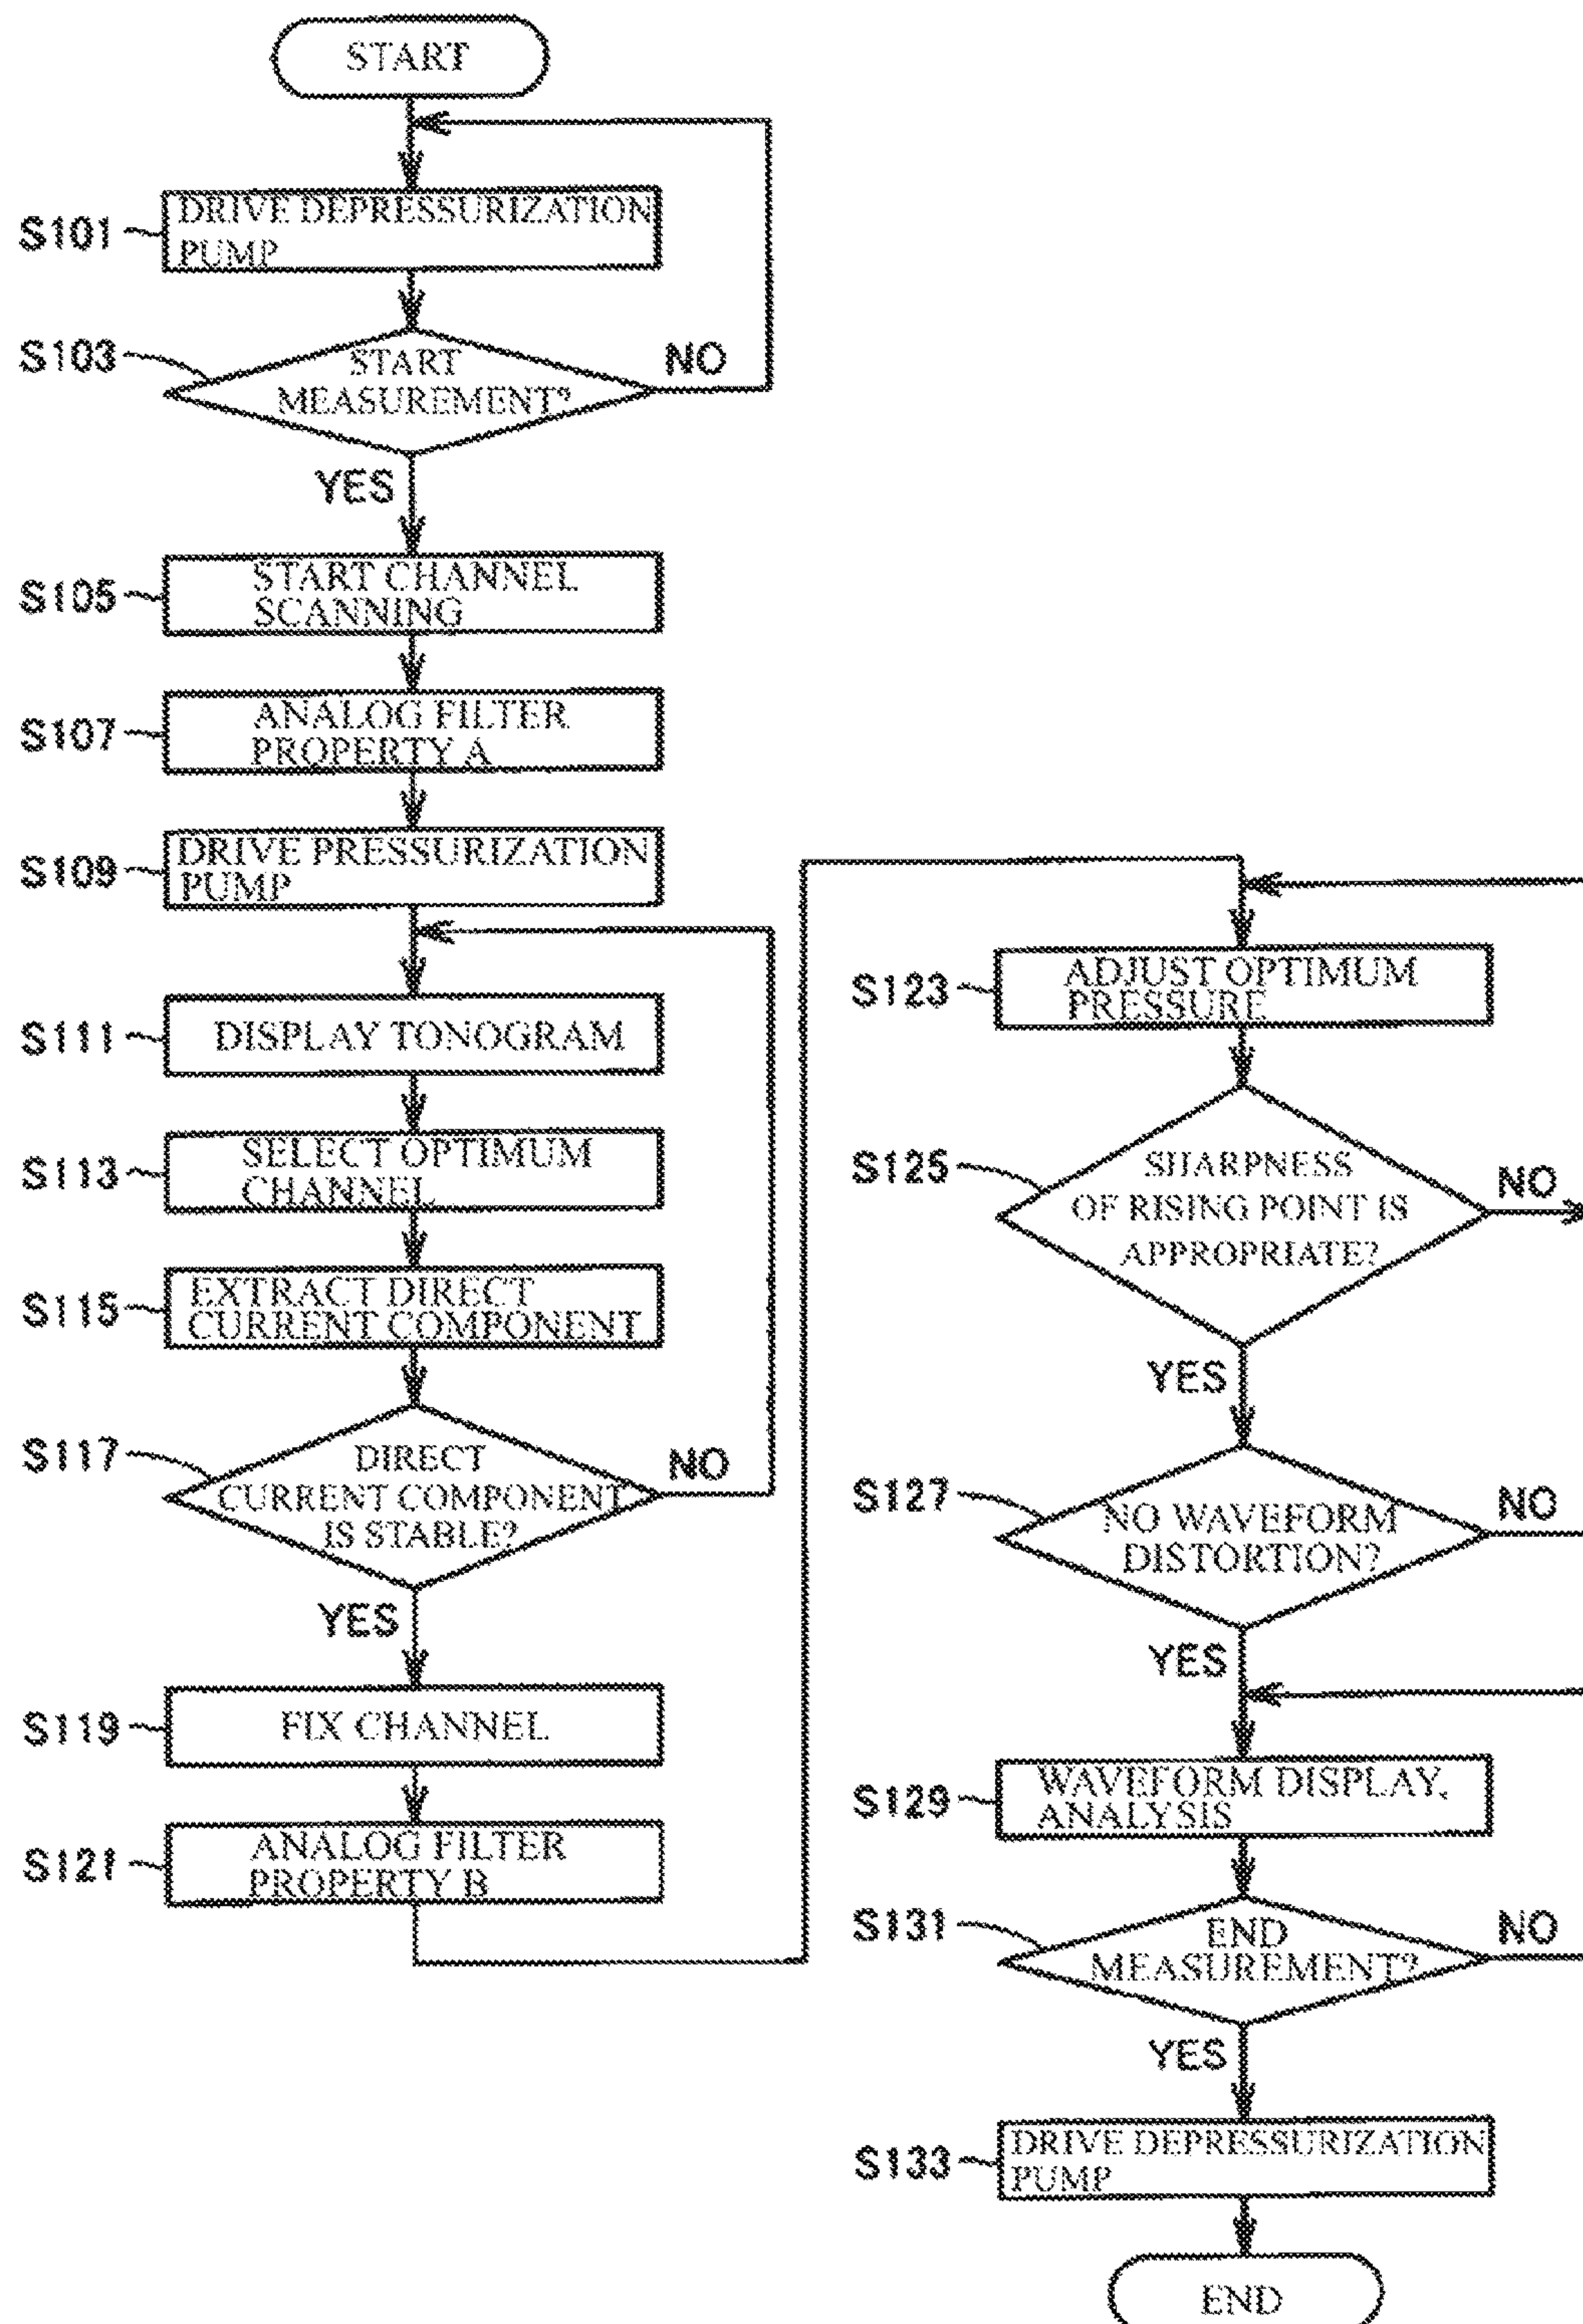 START
S101
DRIVE DEPRESSURIZATION
PUMP
S103
START
MEASUREMENT?
NO
YES
S105
START CHANNEL
SCANNING
S107
ANALOG FILTER
PROPERTY A
S109
DRIVE PRESSURIZATION
PUMP
S111
DISPLAY TONOGRAM
S113
SELECT OPTIMUM
CHANNEL
S115
EXTRACT DIRECT
CURRENT COMPONENT
S117
DIRECT
CURRENT COMPONENT
IS STABLE?
NO
YES
S119
FIX CHANNEL
S121
ANALOG FILTER
PROPERTY B
S123
ADJUST OPTIMUM
PRESSURE
S125
SHARPNESS
OF RISING POINT IS
APPROPRIATE?
NO
YES
S127
NO WAVEFORM
DISTORTION?
NO
YES
S129
WAVEFORM DISPLAY,
ANALYSIS
S131
END
MEASUREMENT?
NO
YES
S133
DRIVE DEPRESSURIZATION
PUMP
END